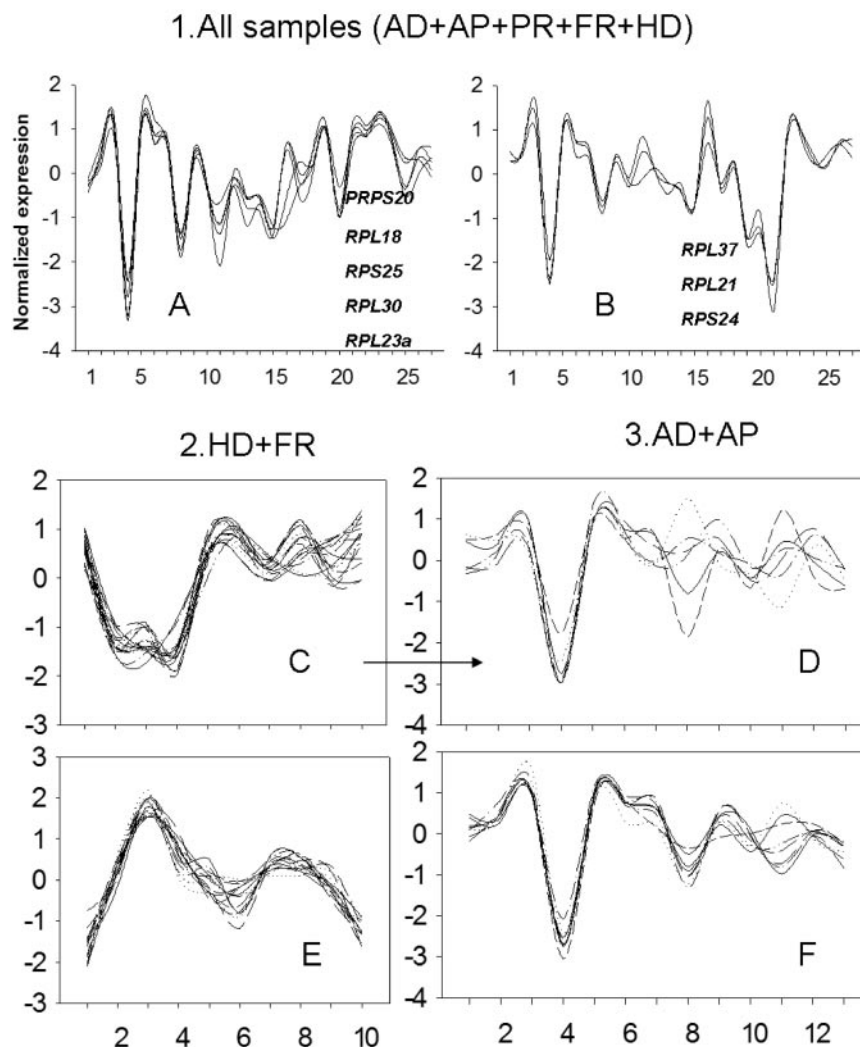 1.All samples (AD+AP+PR+FR+HD)
Normalized expression
2
1
0
-1
-2
-3
-4
PRPS20
RPL18
RPS25
RPL30
RPL23a
A
1 5 10 15 20 25
2
1
0
-1
-2
-3
-4
RPL37
RPL21
RPS24
B
1 5 10 15 20 25
2.HD+FR
3.AD+AP
2
1
0
-1
-2
-3
C
2
1
0
-1
-2
-3
-4
D
3
2
1
0
-1
-2
-3
E
2 4 6 8 10
2
1
0
-1
-2
-3
-4
F
2 4 6 8 10 12